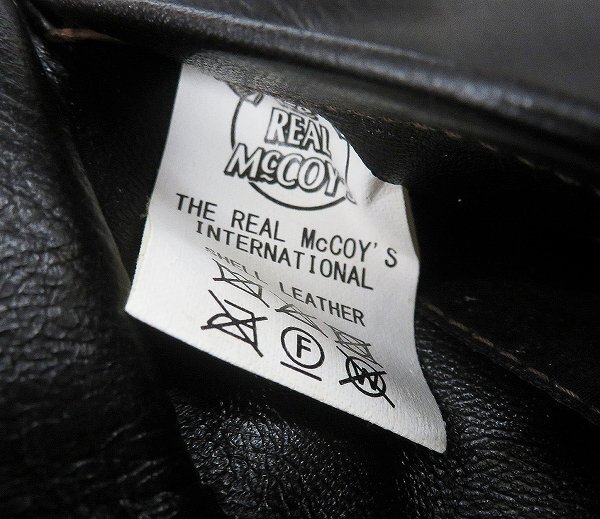 REAL
McCOY'S
THE REAL McCOY'S
INTERNATIONAL
SHELL LEATHER
F
W